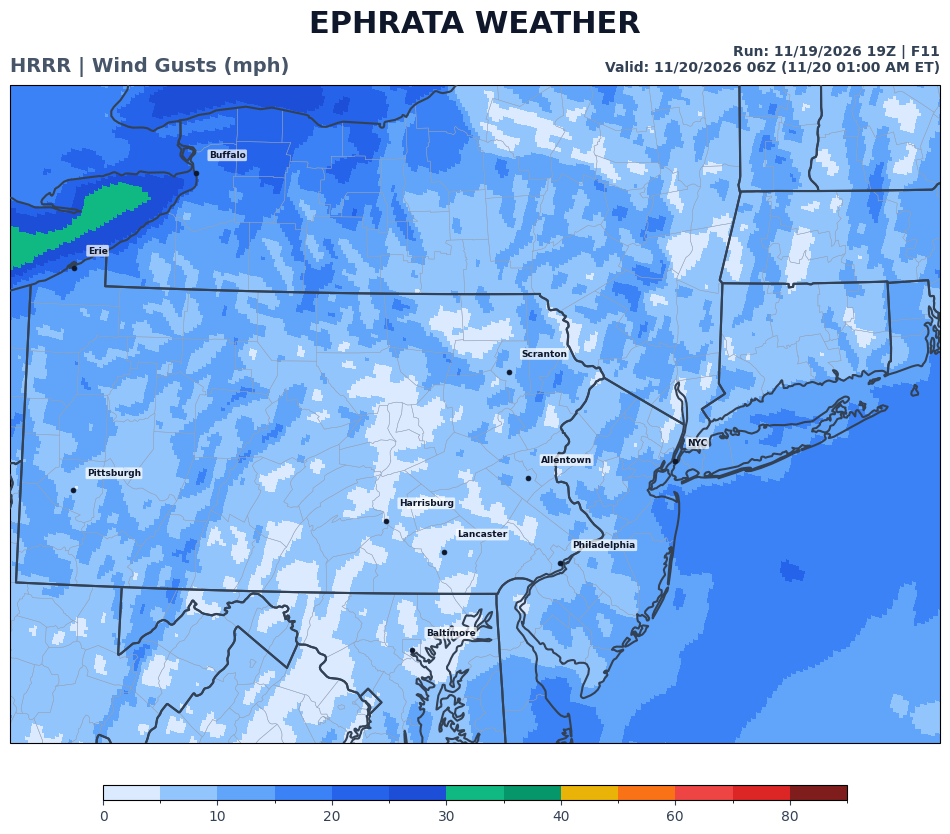 EPHRATA WEATHER
HRRR | Wind Gusts (mph)
Run: 11/19/2026 19Z | F11
Valid: 11/20/2026 06Z (11/20 01:00 AM ET)
Buffalo
Erie
Scranton
NYC
Allentown
Pittsburgh
Harrisburg
Lancaster
Philadelphia
Baltimore
0 10 20 30 40 50 60 70 80